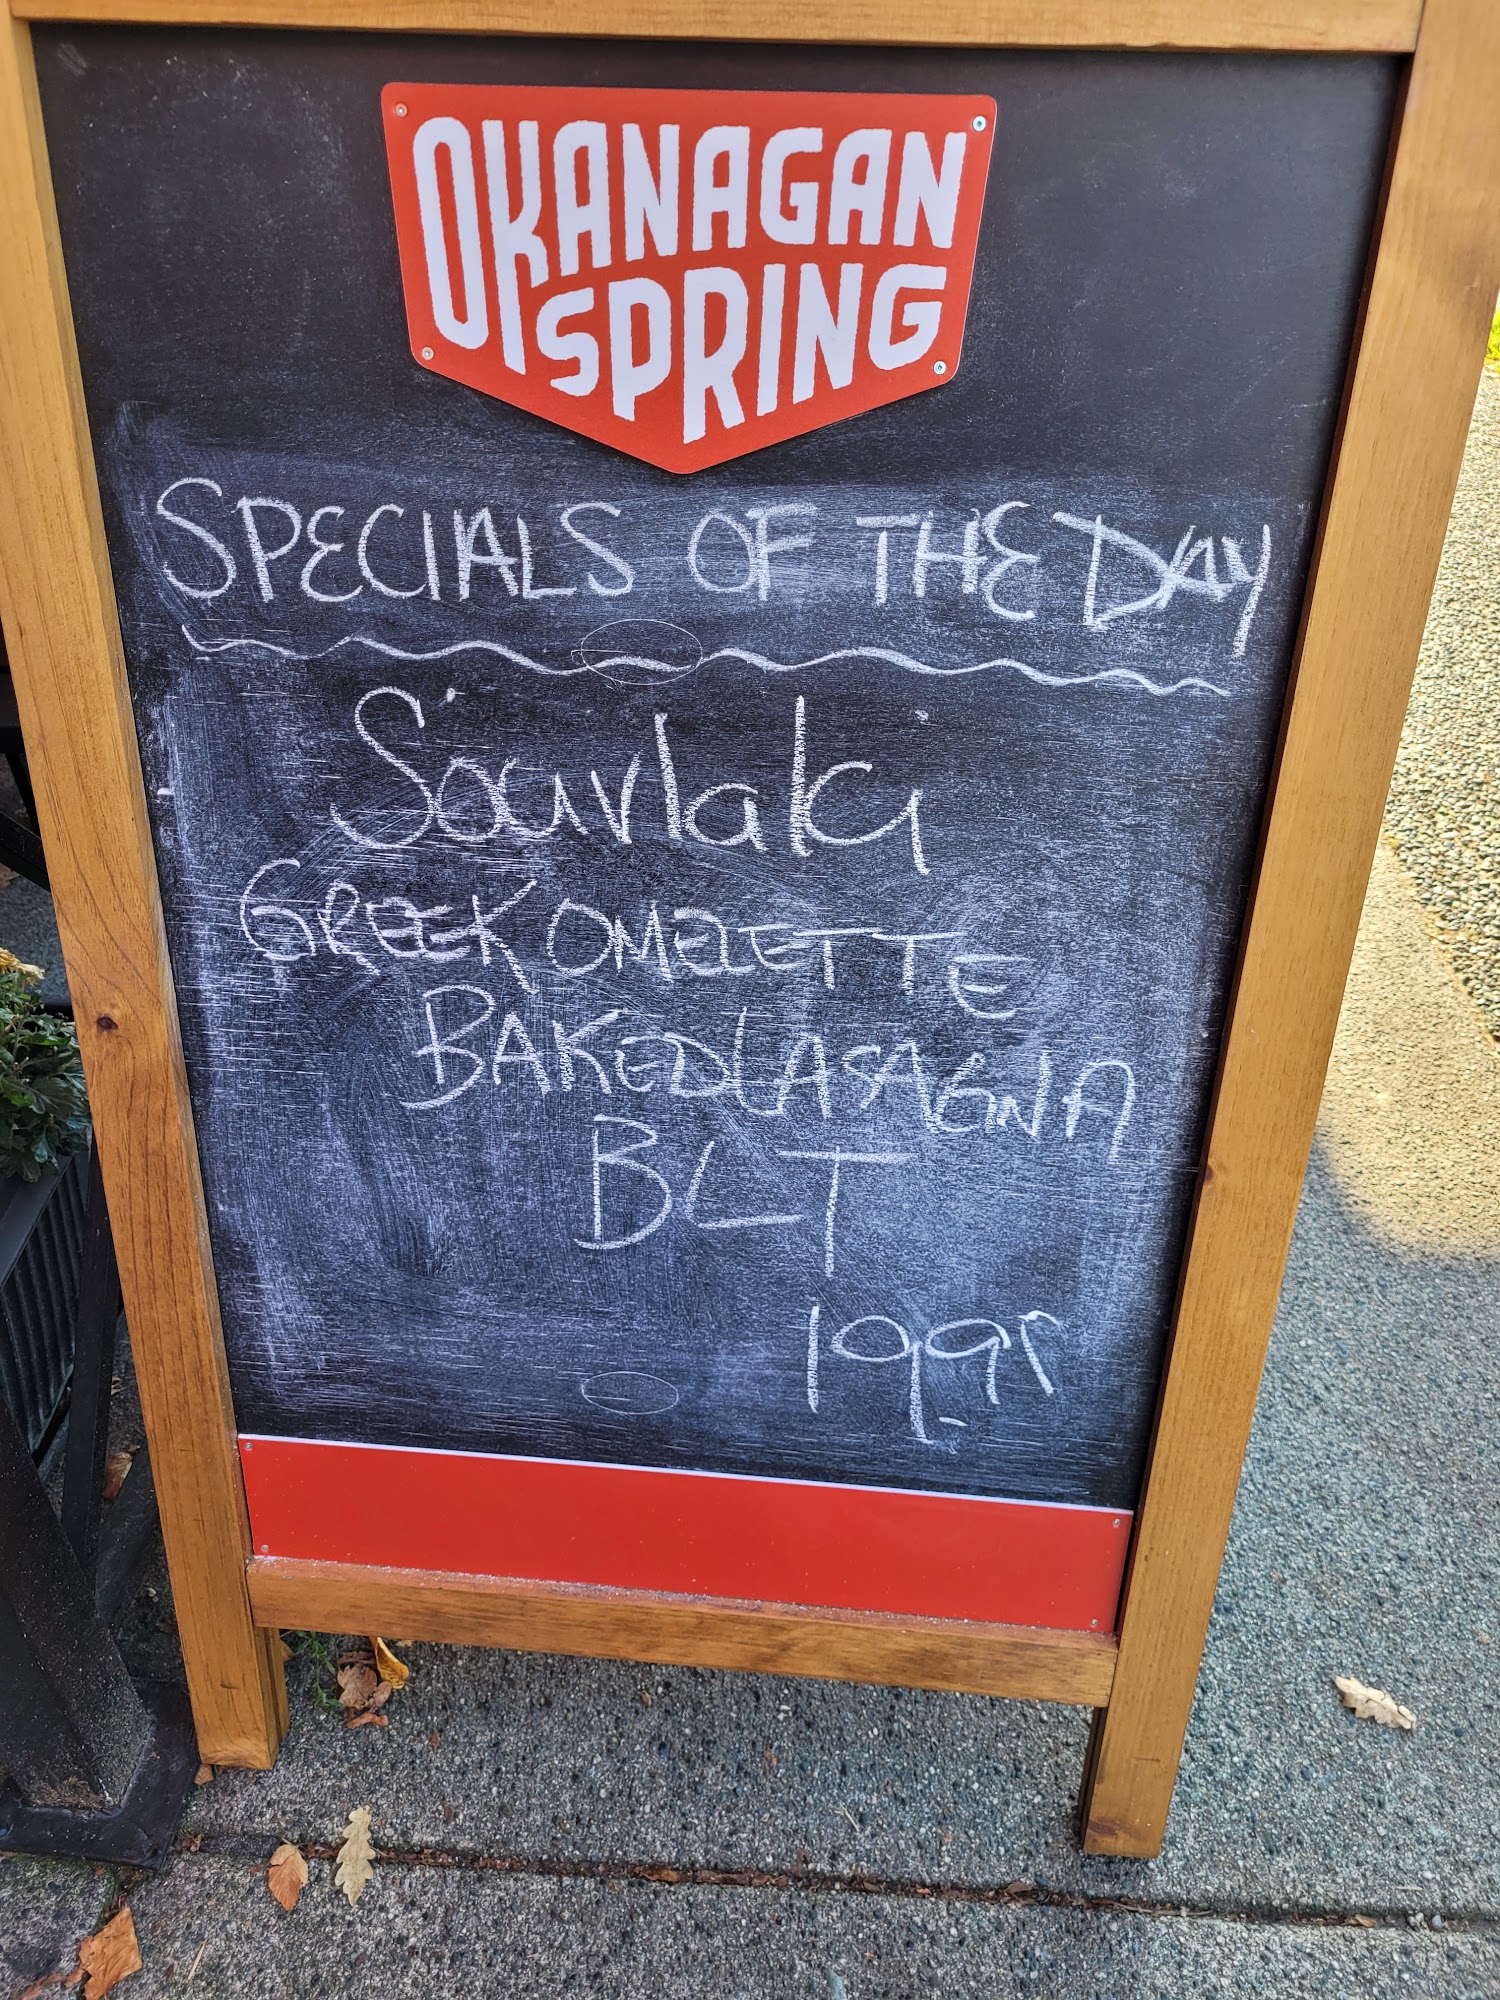 OKANAGAN
SPRING
SPECIALS OF THE DAY
Souvlaki
GREEK OMELETTE
BAKED LASAGNA
BLT
19.95